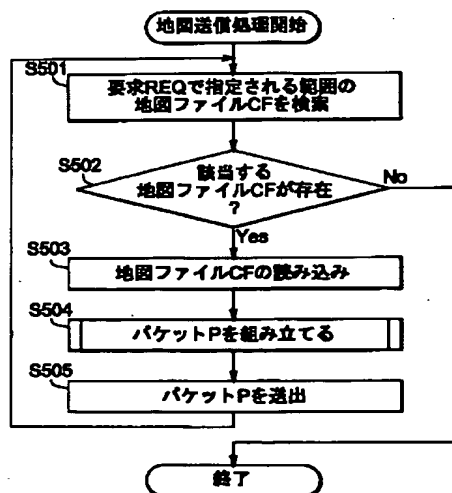 地図送信処理開始
S501
要求REQで指定される範囲の
地図ファイルCFを検索
S502
該当する
地図ファイルCFが存在
?
No
Yes
S503
地図ファイルCFの読み込み
S504
パケットPを組み立てる
S505
パケットPを送出
終了